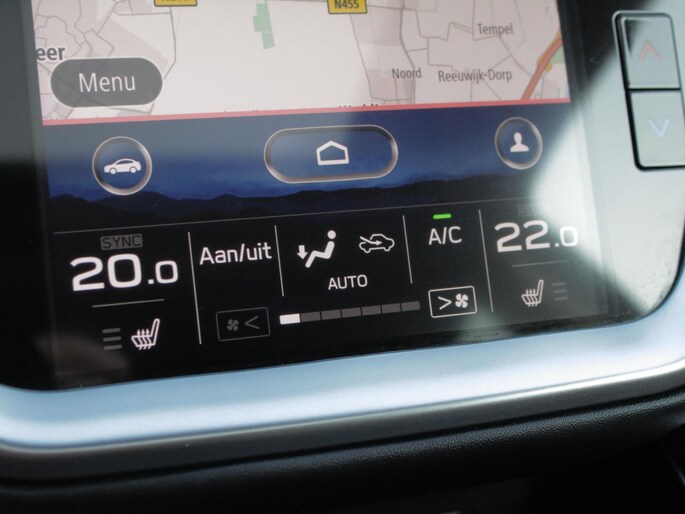 N455
Tempel
eer
Menu
Noord
Reeuwijk-Dorp
SYNC
20.0
Aan/uit
AUTO
A/C
22.0